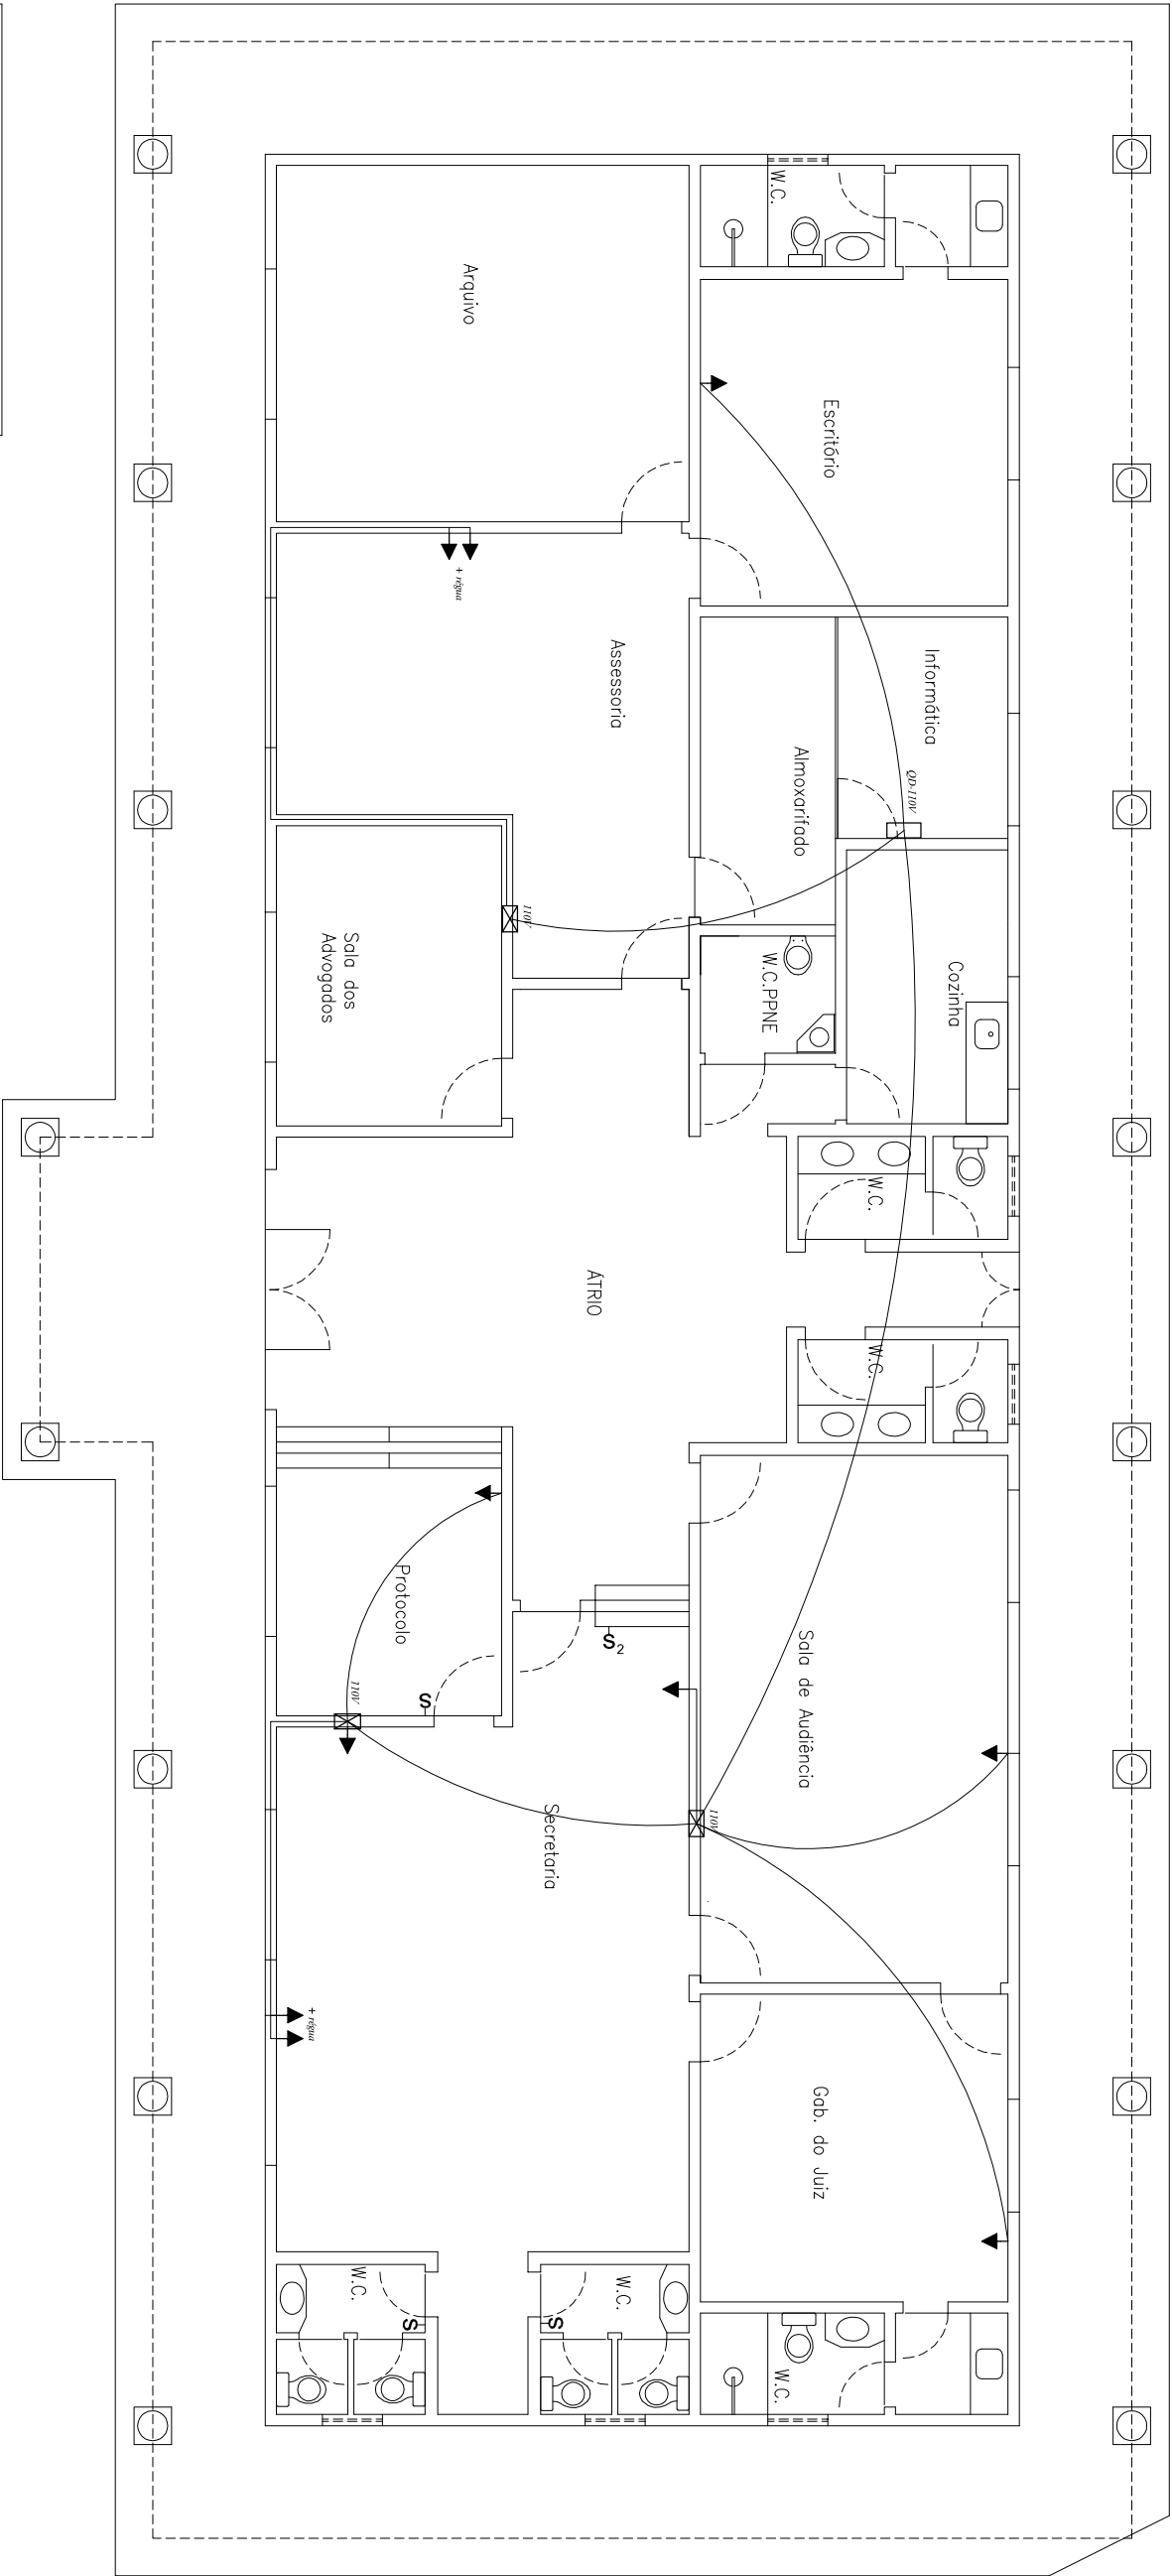 W.C.
Arquivo
Escritório
+ régua
Informática
Assessoria
Almoxarifado
QD-110V
110V
Sala dos
Advogados
W.C.PPNE
Cozinha
W.C.
ÁTRIO
W.C.
Protocolo
S2
Sala de Audiência
110V
S
110V
Secretaria
+ régua
Gab. do Juiz
W.C.
W.C.
W.C.
S
S